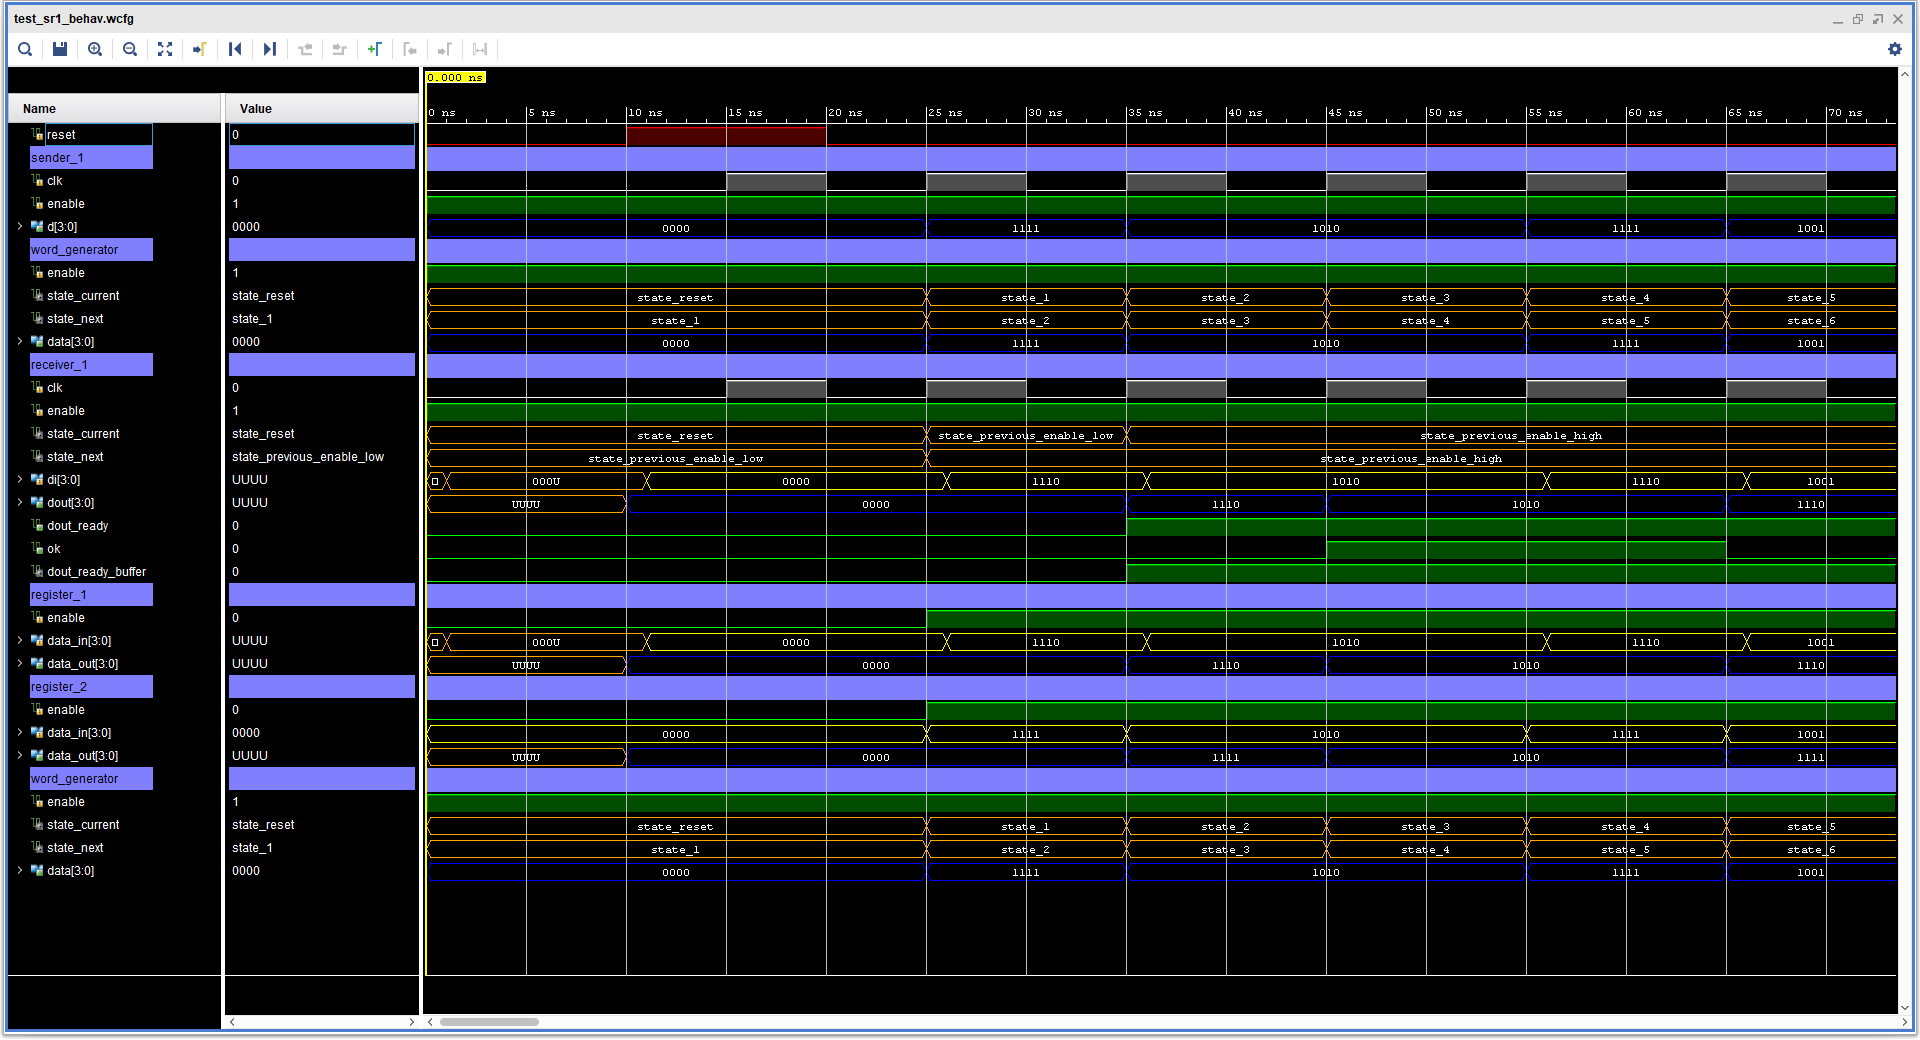 test_sr1_behav.wcfg
0.000 ns
Name Value
0 ns 5 ns 10 ns 15 ns 20 ns 25 ns 30 ns 35 ns 40 ns 45 ns 50 ns 55 ns 60 ns 65 ns 70 ns
reset 0
sender_1
clk 0
enable 1
d[3:0] 0000 0000 1111 1010 1111 1001
word_generator
enable 1
state_current state_reset state_reset state_1 state_2 state_3 state_4 state_5
state_next state_1 state_1 state_2 state_3 state_4 state_5 state_6
data[3:0] 0000 0000 1111 1010 1111 1001
receiver_1
clk 0
enable 1
state_current state_reset state_reset state_previous_enable_low state_previous_enable_high
state_next state_previous_enable_low state_previous_enable_low state_previous_enable_high
di[3:0] UUUU 000U 0000 1110 1010 1110 1001
dout[3:0] UUUU UUUU 0000 1110 1010 1110
dout_ready 0
ok 0
dout_ready_buffer 0
register_1
enable 0
data_in[3:0] UUUU 000U 0000 1110 1010 1110 1001
data_out[3:0] UUUU UUUU 0000 1110 1010 1110
register_2
enable 0
data_in[3:0] 0000 0000 1111 1010 1111 1001
data_out[3:0] UUUU UUUU 0000 1111 1010 1111
word_generator
enable 1
state_current state_reset state_reset state_1 state_2 state_3 state_4 state_5
state_next state_1 state_1 state_2 state_3 state_4 state_5 state_6
data[3:0] 0000 0000 1111 1010 1111 1001